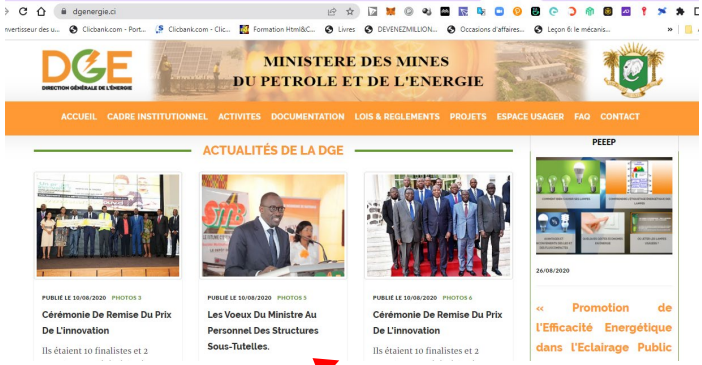 dgenergie.ci
nvertisseur des u...
Clicbank.com - Port...
Clicbank.com - Clic...
Formation Html&C...
Livres
DEVENEZMILLION...
Occasions d'affaires...
Leçon 6: le mécanis...
»
DGE
DIRECTION GÉNÉRALE DE L'ÉNERGIE
MINISTERE DES MINES
DU PETROLE ET DE L'ENERGIE
ACCUEIL CADRE INSTITUTIONNEL ACTIVITES DOCUMENTATION LOIS & REGLEMENTS PROJETS ESPACE USAGER FAQ CONTACT
ACTUALITÉS DE LA DGE
PUBLIÉ LE 10/08/2020 PHOTOS 3
Cérémonie De Remise Du Prix
De L'innovation
Ils étaient 10 finalistes et 2
PUBLIÉ LE 10/08/2020 PHOTOS 5
Les Voeux Du Ministre Au
Personnel Des Structures
Sous-Tutelles.
PUBLIÉ LE 10/08/2020 PHOTOS 6
Cérémonie De Remise Du Prix
De L'innovation
Ils étaient 10 finalistes et 2
PEEEP
26/08/2020
« Promotion de
l'Efficacité Energétique
dans l'Eclairage Public